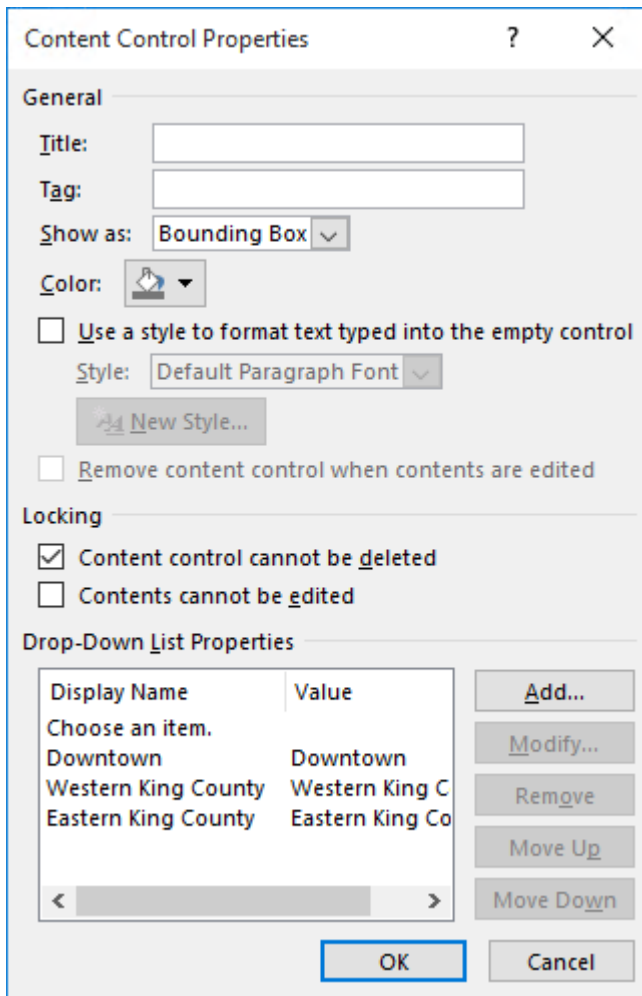 Content Control Properties ?
General
Title:
Tag:
Show as: Bounding Box
Color:
Use a style to format text typed into the empty control
Style: Default Paragraph Font
New Style...
Remove content control when contents are edited
Locking
Content control cannot be deleted
Contents cannot be edited
Drop-Down List Properties
Display Name Value Add...
Choose an item.
Downtown Downtown Modify...
Western King County Western King C Remove
Eastern King County Eastern King Co
Move Up
Move Down
OK Cancel